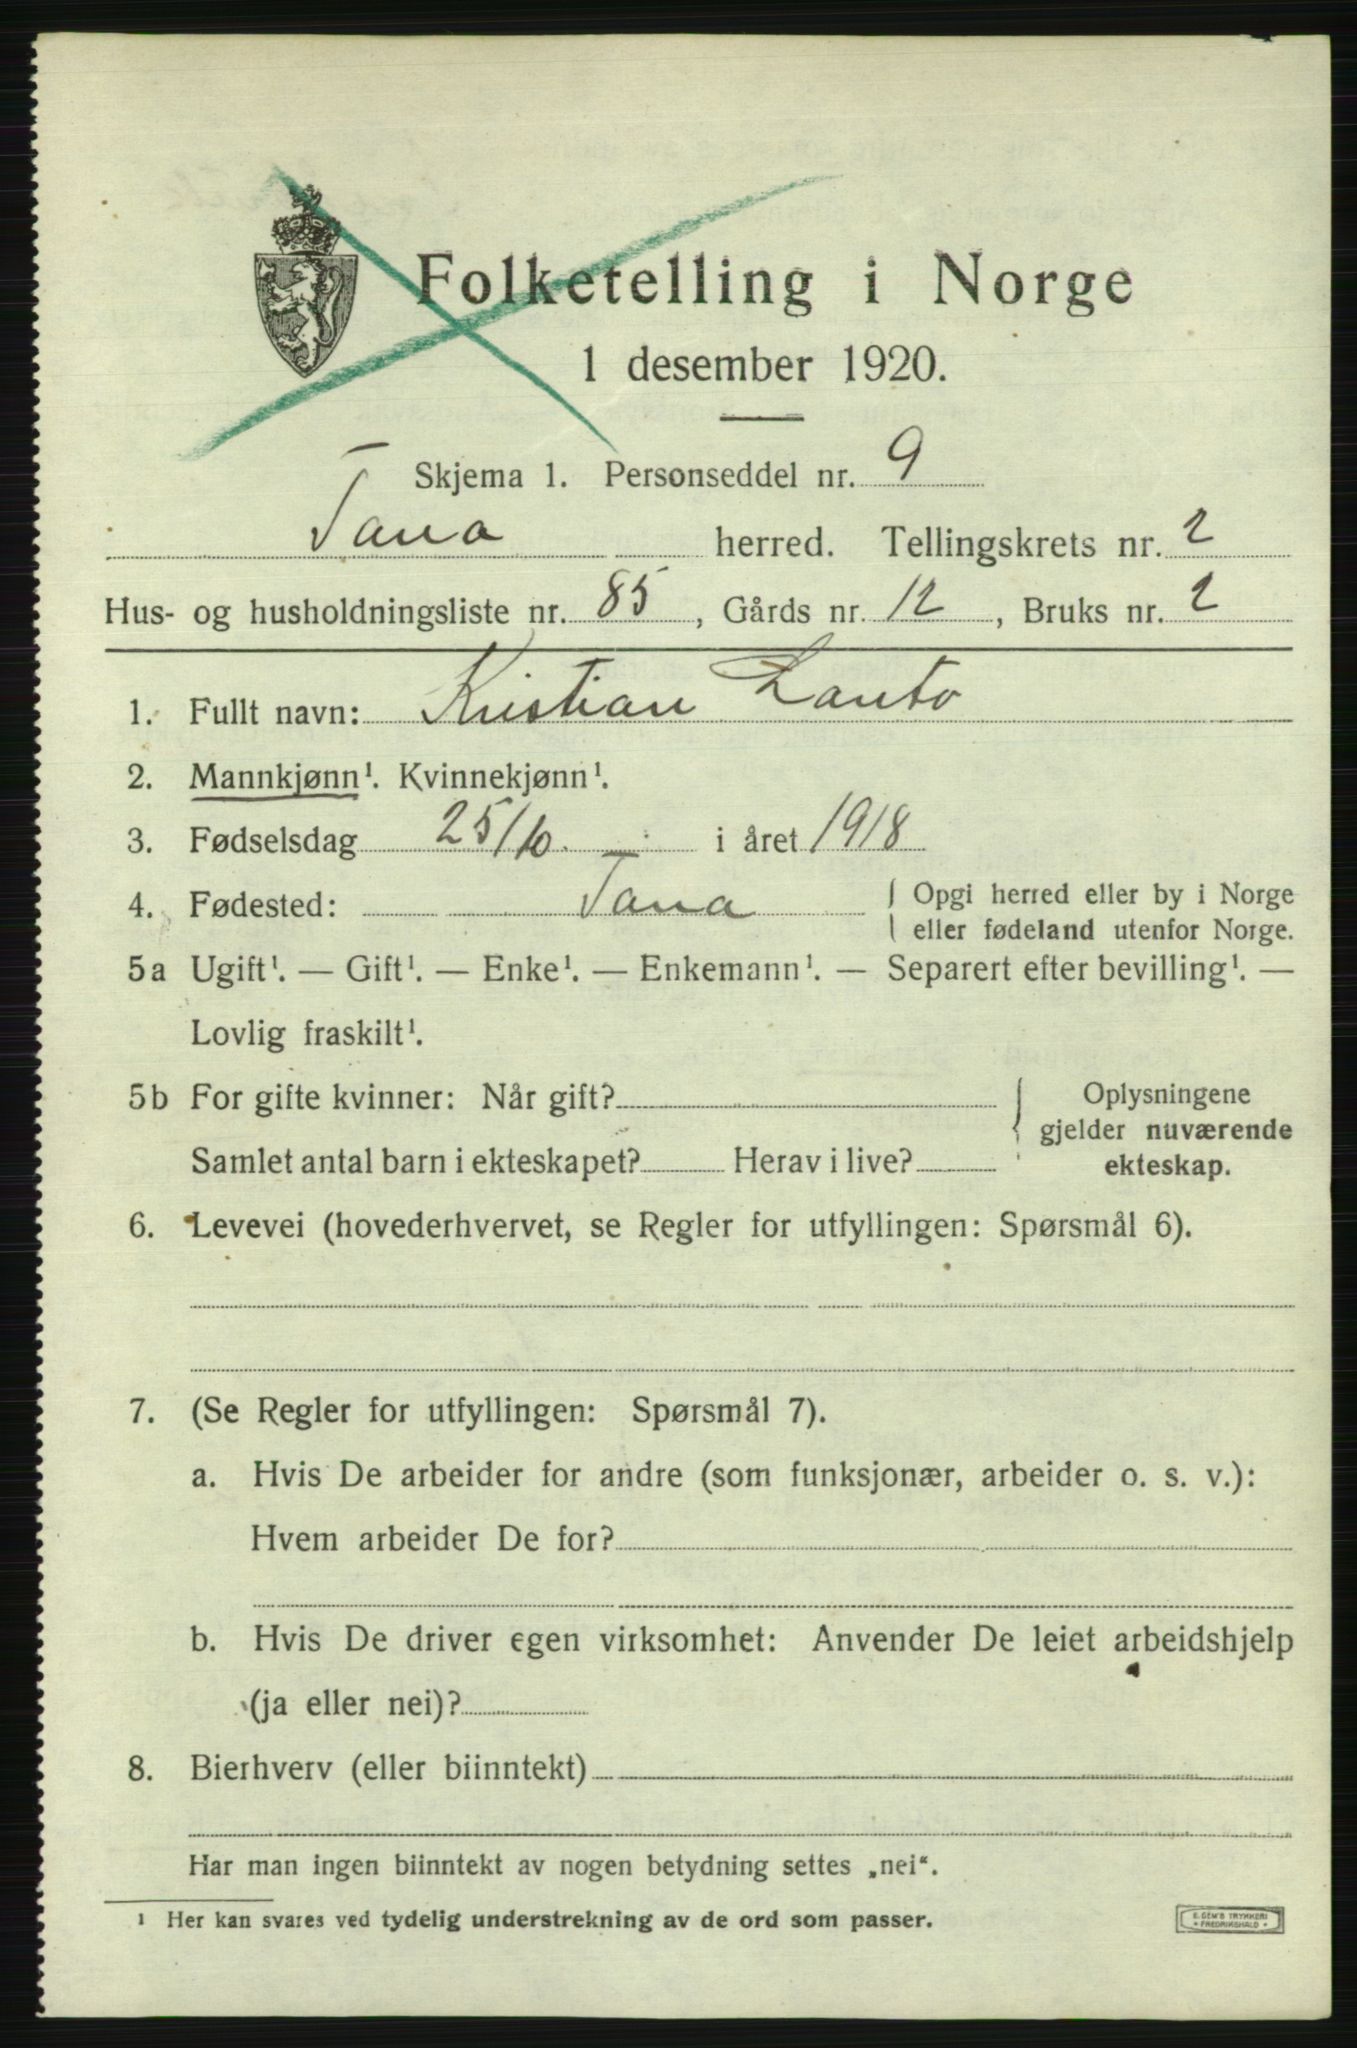 Folketelling i Norge
1 desember 1920.
Skjema 1. Personseddel nr. 9
Tana herred. Tellingskrets nr. 2
Hus- og husholdningsliste nr. 85, Gårds nr. 12, Bruks nr. 2
1. Fullt navn: Kristian Lanto
2. Mannkjønn¹. Kvinnekjønn¹.
3. Fødselsdag 25/10. i året 1918
4. Fødested: Tana { Opgi herred eller by i Norge
eller fødeland utenfor Norge.
5a Ugift¹. — Gift¹. — Enke¹. — Enkemann¹. — Separert efter bevilling¹. —
Lovlig fraskilt¹.
5b For gifte kvinner: Når gift? { Oplysningene
gjelder nuværende
Samlet antal barn i ekteskapet? Herav i live? ekteskap.
6. Levevei (hovederhvervet, se Regler for utfyllingen: Spørsmål 6).
7. (Se Regler for utfyllingen: Spørsmål 7).
a. Hvis De arbeider for andre (som funksjonær, arbeider o. s. v.):
Hvem arbeider De for?
b. Hvis De driver egen virksomhet: Anvender De leiet arbeidshjelp
(ja eller nei)?
8. Bierhverv (eller biinntekt)
Har man ingen biinntekt av nogen betydning settes „nei“.
¹ Her kan svares ved tydelig understrekning av de ord som passer.
E. SEM'S TRYKKERI
• FREDRIKSHALD •